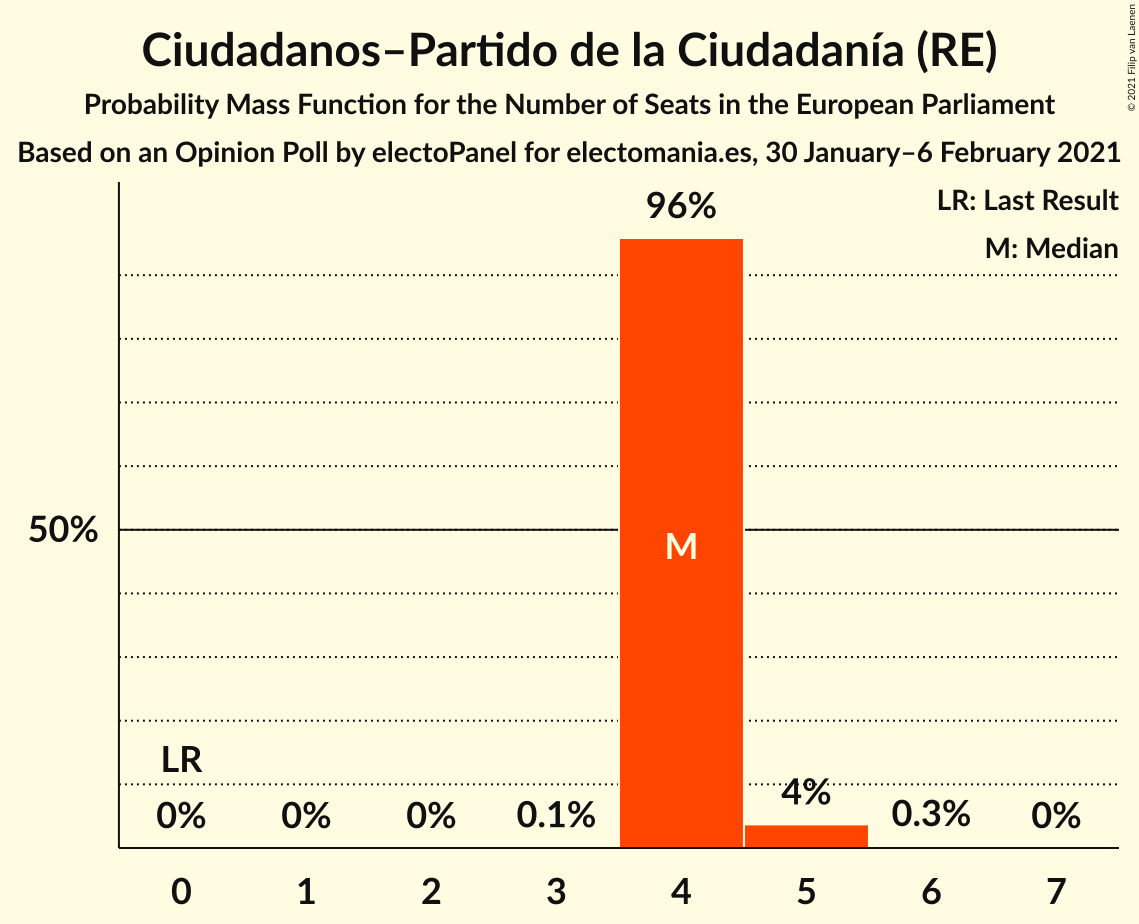 Ciudadanos–Partido de la Ciudadanía (RE)
Probability Mass Function for the Number of Seats in the European Parliament
Based on an Opinion Poll by electoPanel for electomania.es, 30 January–6 February 2021
© 2021 Filip van Laenen
LR: Last Result
M: Median
96%
50%
M
LR
0%
0%
0%
0.1%
4%
0.3%
0%
0
1
2
3
4
5
6
7